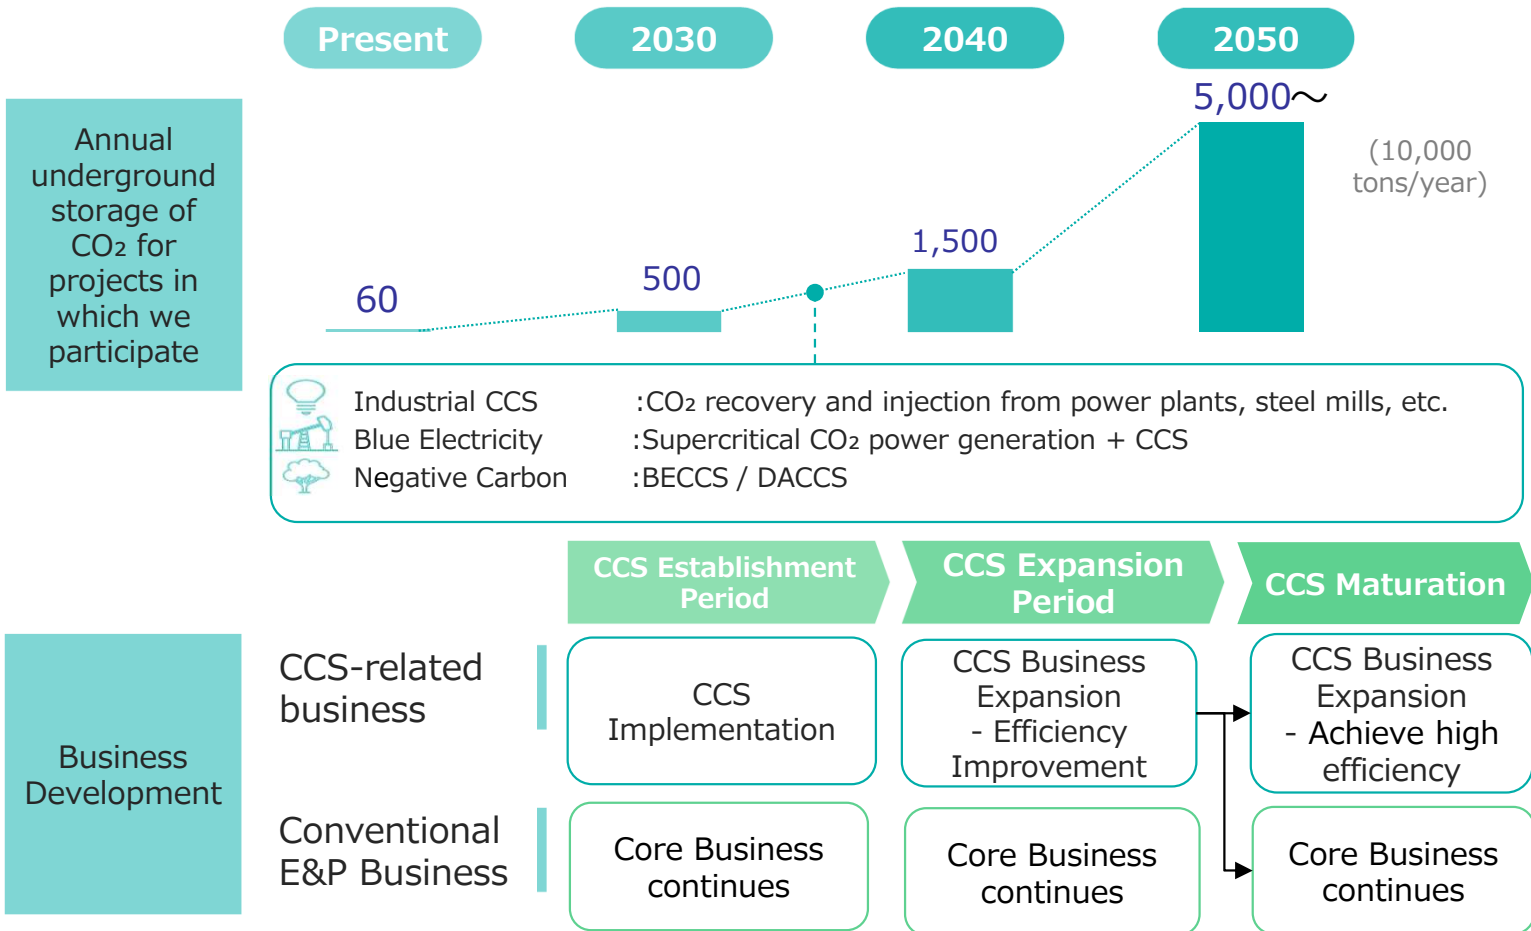 Present
2030
2040
2050
Annual
underground
storage of
CO₂ for
projects in
which we
participate
60
500
1,500
5,000～
(10,000
tons/year)
Industrial CCS :CO₂ recovery and injection from power plants, steel mills, etc.
Blue Electricity :Supercritical CO₂ power generation + CCS
Negative Carbon :BECCS / DACCS
CCS Establishment
Period
CCS Expansion
Period
CCS Maturation
Business
Development
CCS-related
business
CCS
Implementation
CCS Business
Expansion
- Efficiency
Improvement
CCS Business
Expansion
- Achieve high
efficiency
Conventional
E&P Business
Core Business
continues
Core Business
continues
Core Business
continues